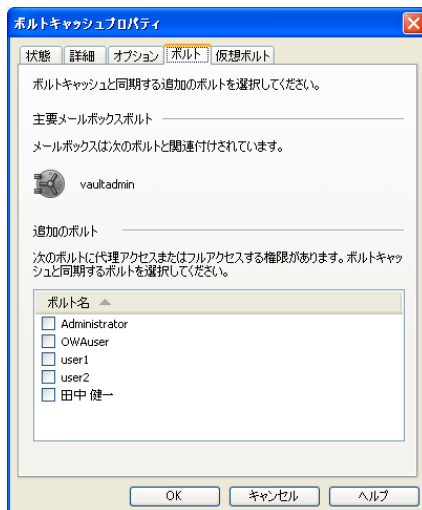 ボルトキャッシュプロパティ
状態 詳細 オプション ボルト 仮想ボルト
ボルトキャッシュと同期する追加のボルトを選択してください。
主要メールボックスボルト
メールボックスは次のボルトと関連付けされています。
vaultadmin
追加のボルト
次のボルトに代理アクセスまたはフルアクセスする権限があります。ボルトキャッ
シュと同期するボルトを選択してください。
ボルト名
Administrator
OWAuser
user1
user2
田中 健一
OK キャンセル ヘルプ